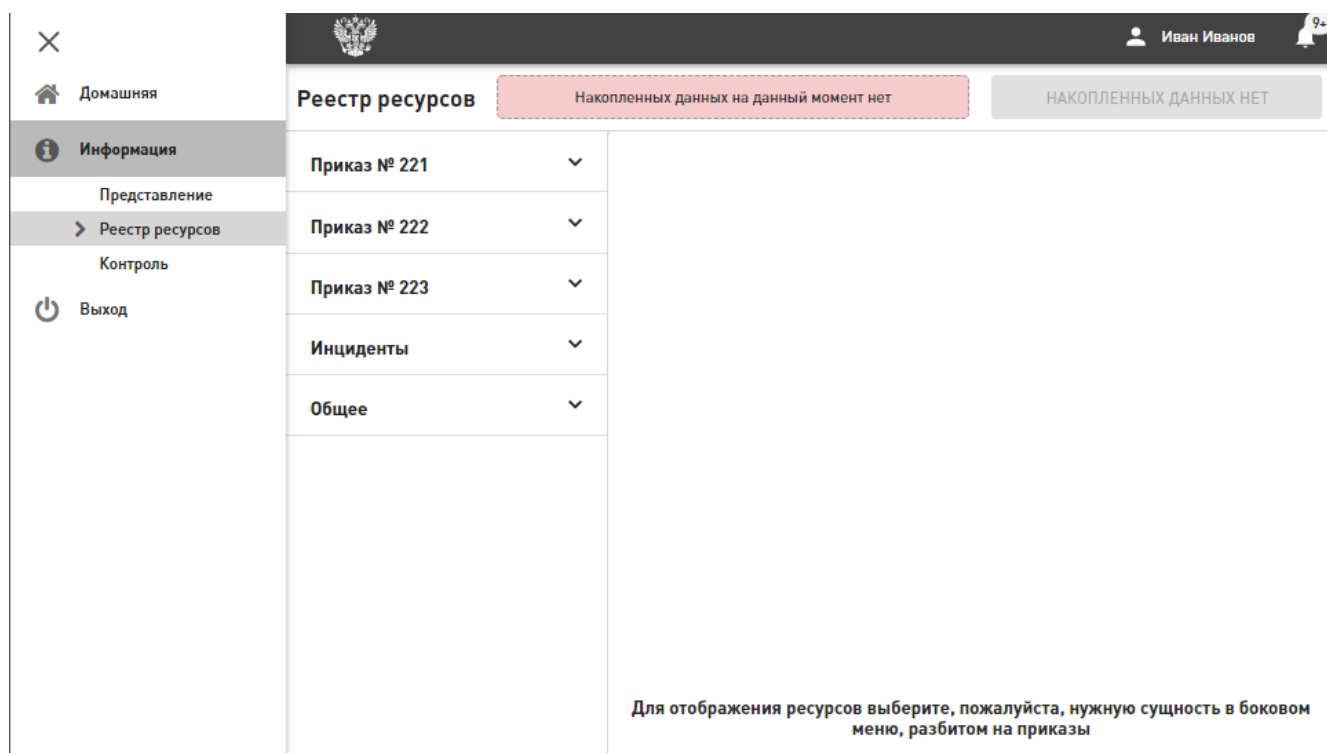 Иван Иванов
9+
Домашняя
Информация
Представление
Реестр ресурсов
Контроль
Выход
Реестр ресурсов
Накопленных данных на данный момент нет
НАКОПЛЕННЫХ ДАННЫХ НЕТ
Приказ № 221
Приказ № 222
Приказ № 223
Инциденты
Общее
Для отображения ресурсов выберите, пожалуйста, нужную сущность в боковом
меню, разбитом на приказы